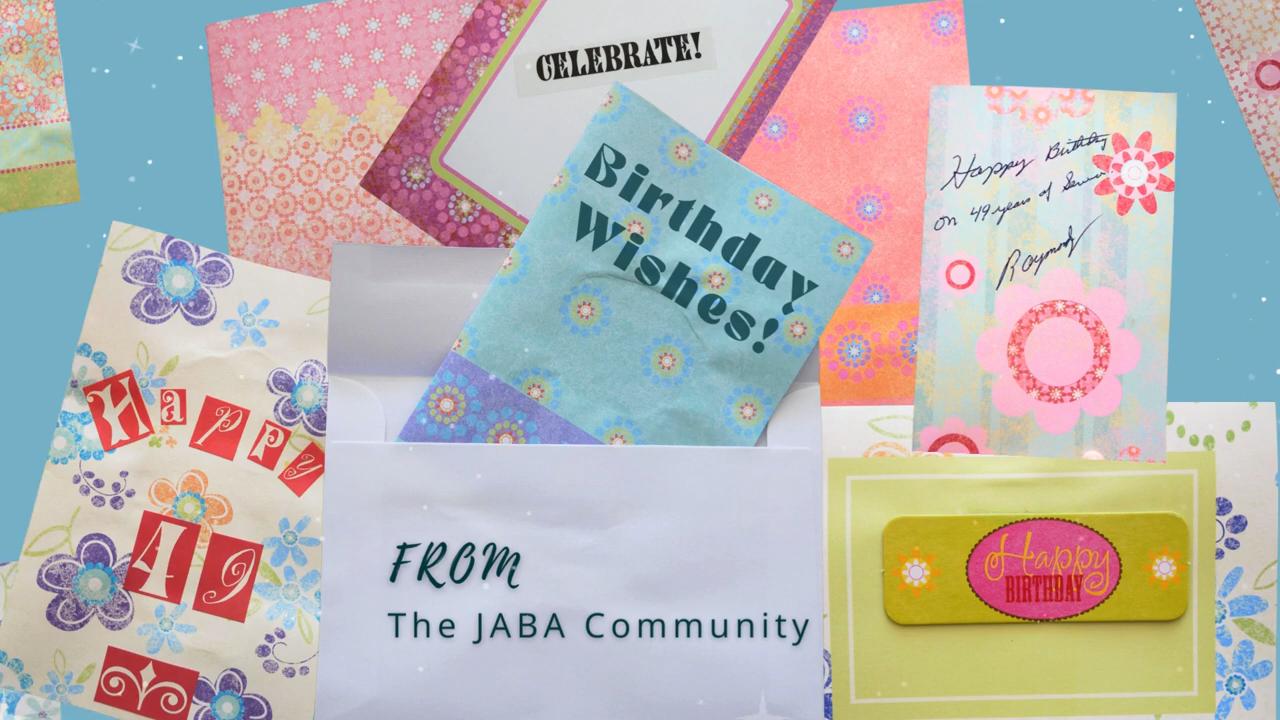 CELEBRATE!
Birthday
Wishes!
Happy Birthday
on 49 years of Service
Raymond
Happy
49
FROM
The JABA Community
Happy
BIRTHDAY